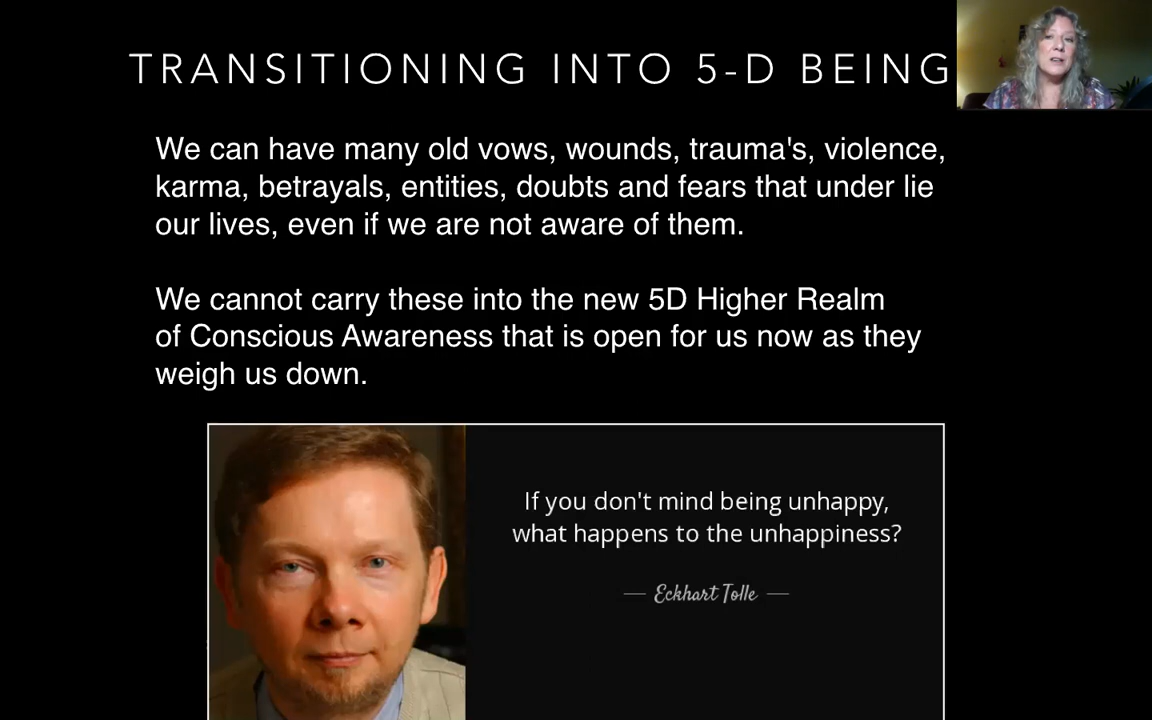 TRANSITIONING INTO 5-D BEING
We can have many old vows, wounds, trauma's, violence,
karma, betrayals, entities, doubts and fears that under lie
our lives, even if we are not aware of them.
We cannot carry these into the new 5D Higher Realm
of Conscious Awareness that is open for us now as they
weigh us down.
If you don't mind being unhappy,
what happens to the unhappiness?
— Eckhart Tolle —